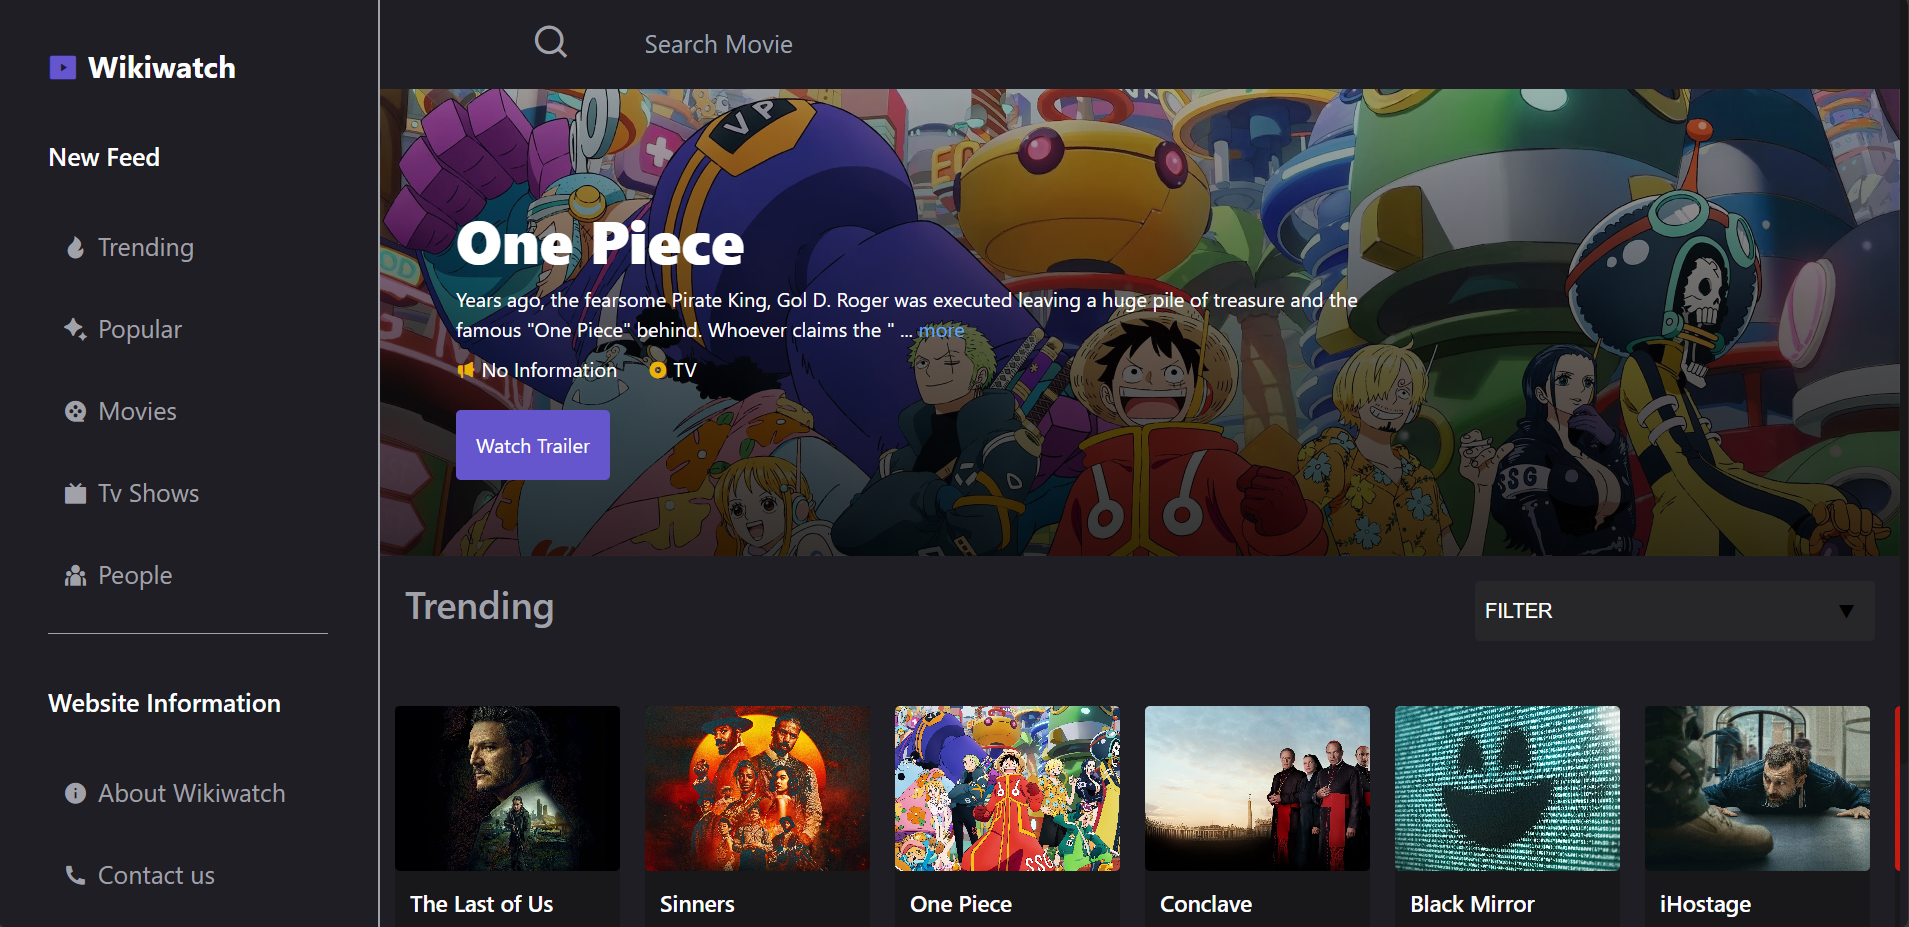 Wikiwatch
New Feed
Trending
Popular
Movies
Tv Shows
People
Website Information
About Wikiwatch
Contact us
Search Movie
VP
One Piece
Years ago, the fearsome Pirate King, Gol D. Roger was executed leaving a huge pile of treasure and the
famous "One Piece" behind. Whoever claims the " ... more
No Information TV
Watch Trailer
SSG
Trending
FILTER
SSG
The Last of Us
Sinners
One Piece
Conclave
Black Mirror
iHostage